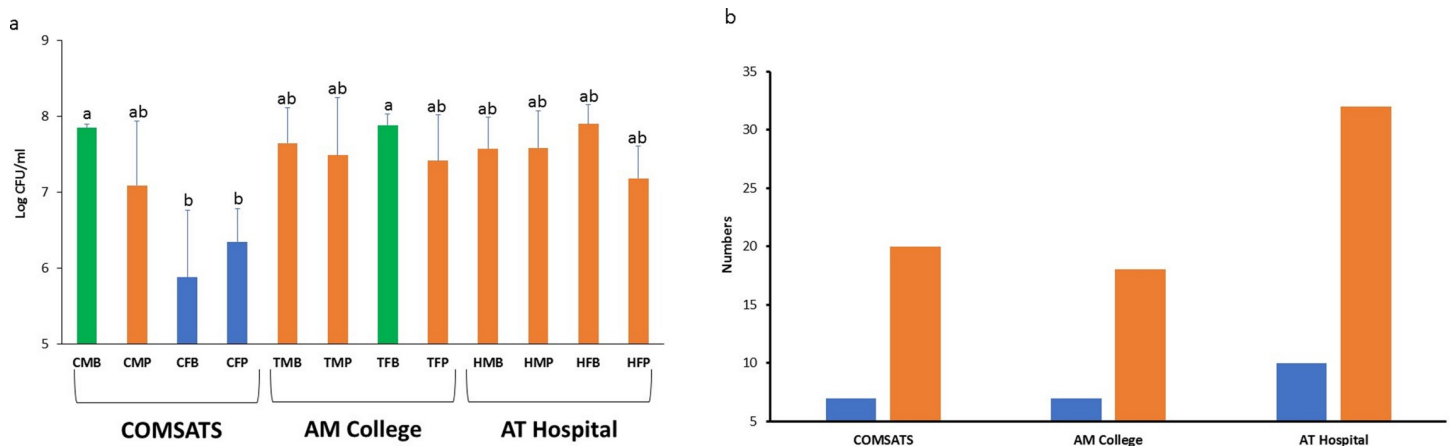 a
9
8
7
6
5
Log CFU/ml
a
ab
b
b
ab
ab
a
ab
ab
ab
ab
ab
CMB CMP CFB CFP TMB TMP TFB TFP HMB HMP HFB HFP
COMSATS AM College AT Hospital
b
35
30
25
20
15
10
5
Numbers
COMSATS AM College AT Hospital